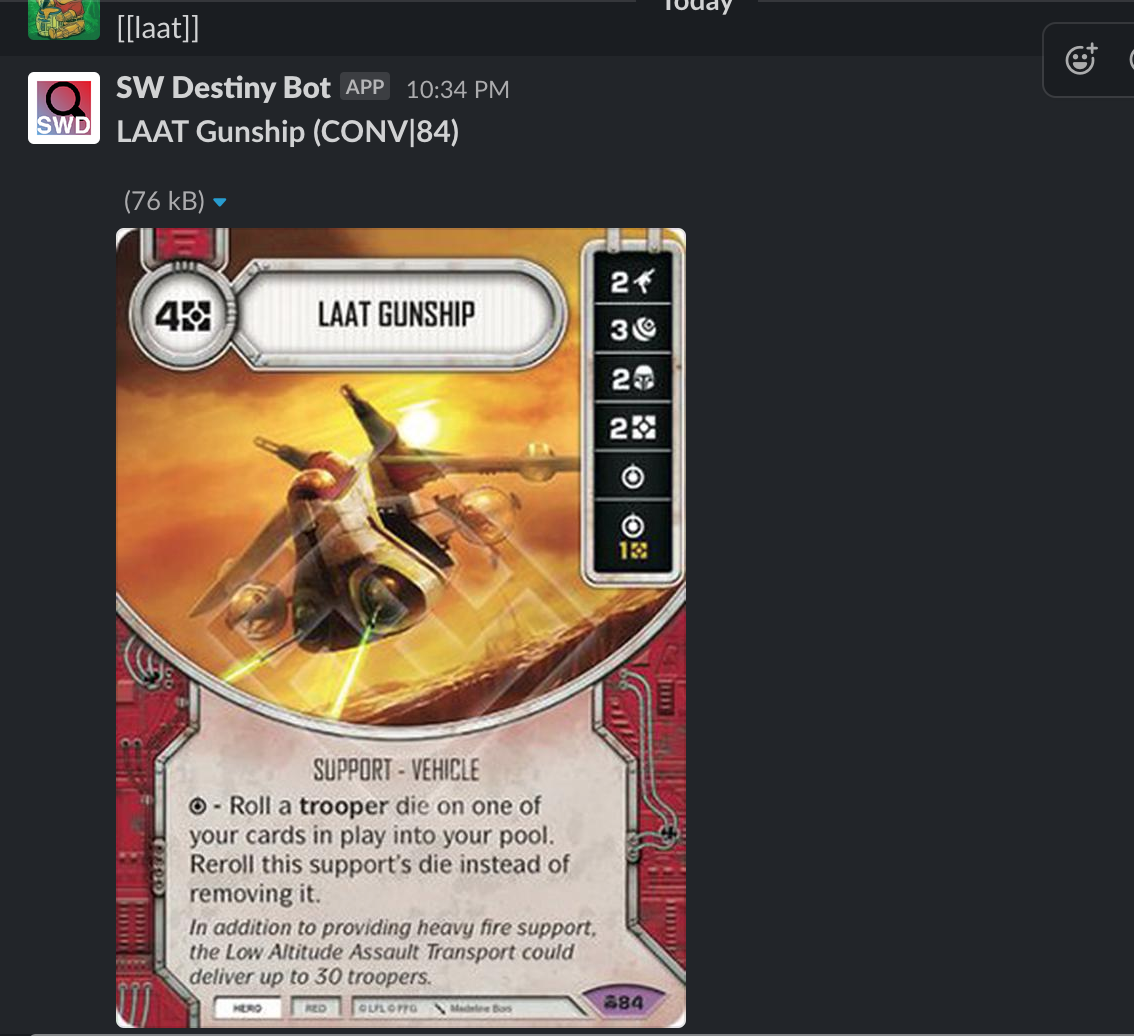 Today
[[laat]]
SW Destiny Bot APP 10:34 PM
SWD
LAAT Gunship (CONV|84)
(76 kB)
4
LAAT GUNSHIP
2
3
2
2
1
SUPPORT - VEHICLE
- Roll a trooper die on one of
your cards in play into your pool.
Reroll this support's die instead of
removing it.
In addition to providing heavy fire support,
the Low Altitude Assault Transport could
deliver up to 30 troopers.
HERO RED © LFL © FFG Madeline Boni 84